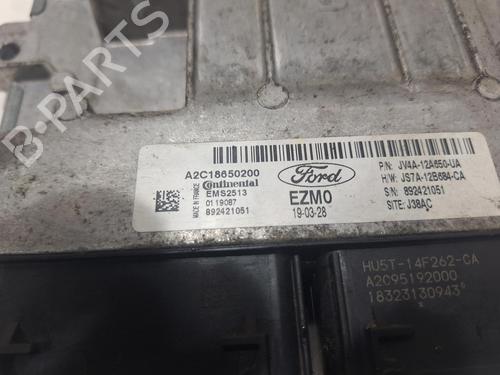 A2C18650200
Continental
EMS2513
0119087
892421051
MADE IN FRANCE
Ford
EZM0
19-03-28
P/N: JV4A-12A650-UA
H/W: JS7A-12B684-CA
S/N: 892421051
SITE: J38AC
HU5T-14F262-CA
A2C95192000
18323130943